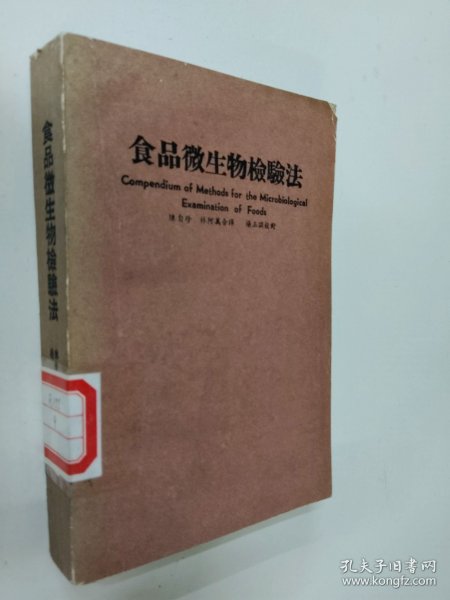 食品微生物檢驗法
Compendium of Methods for the Microbiological
Examination of Foods
食品微生物檢驗法
孔夫子旧书网
www.kongfz.com